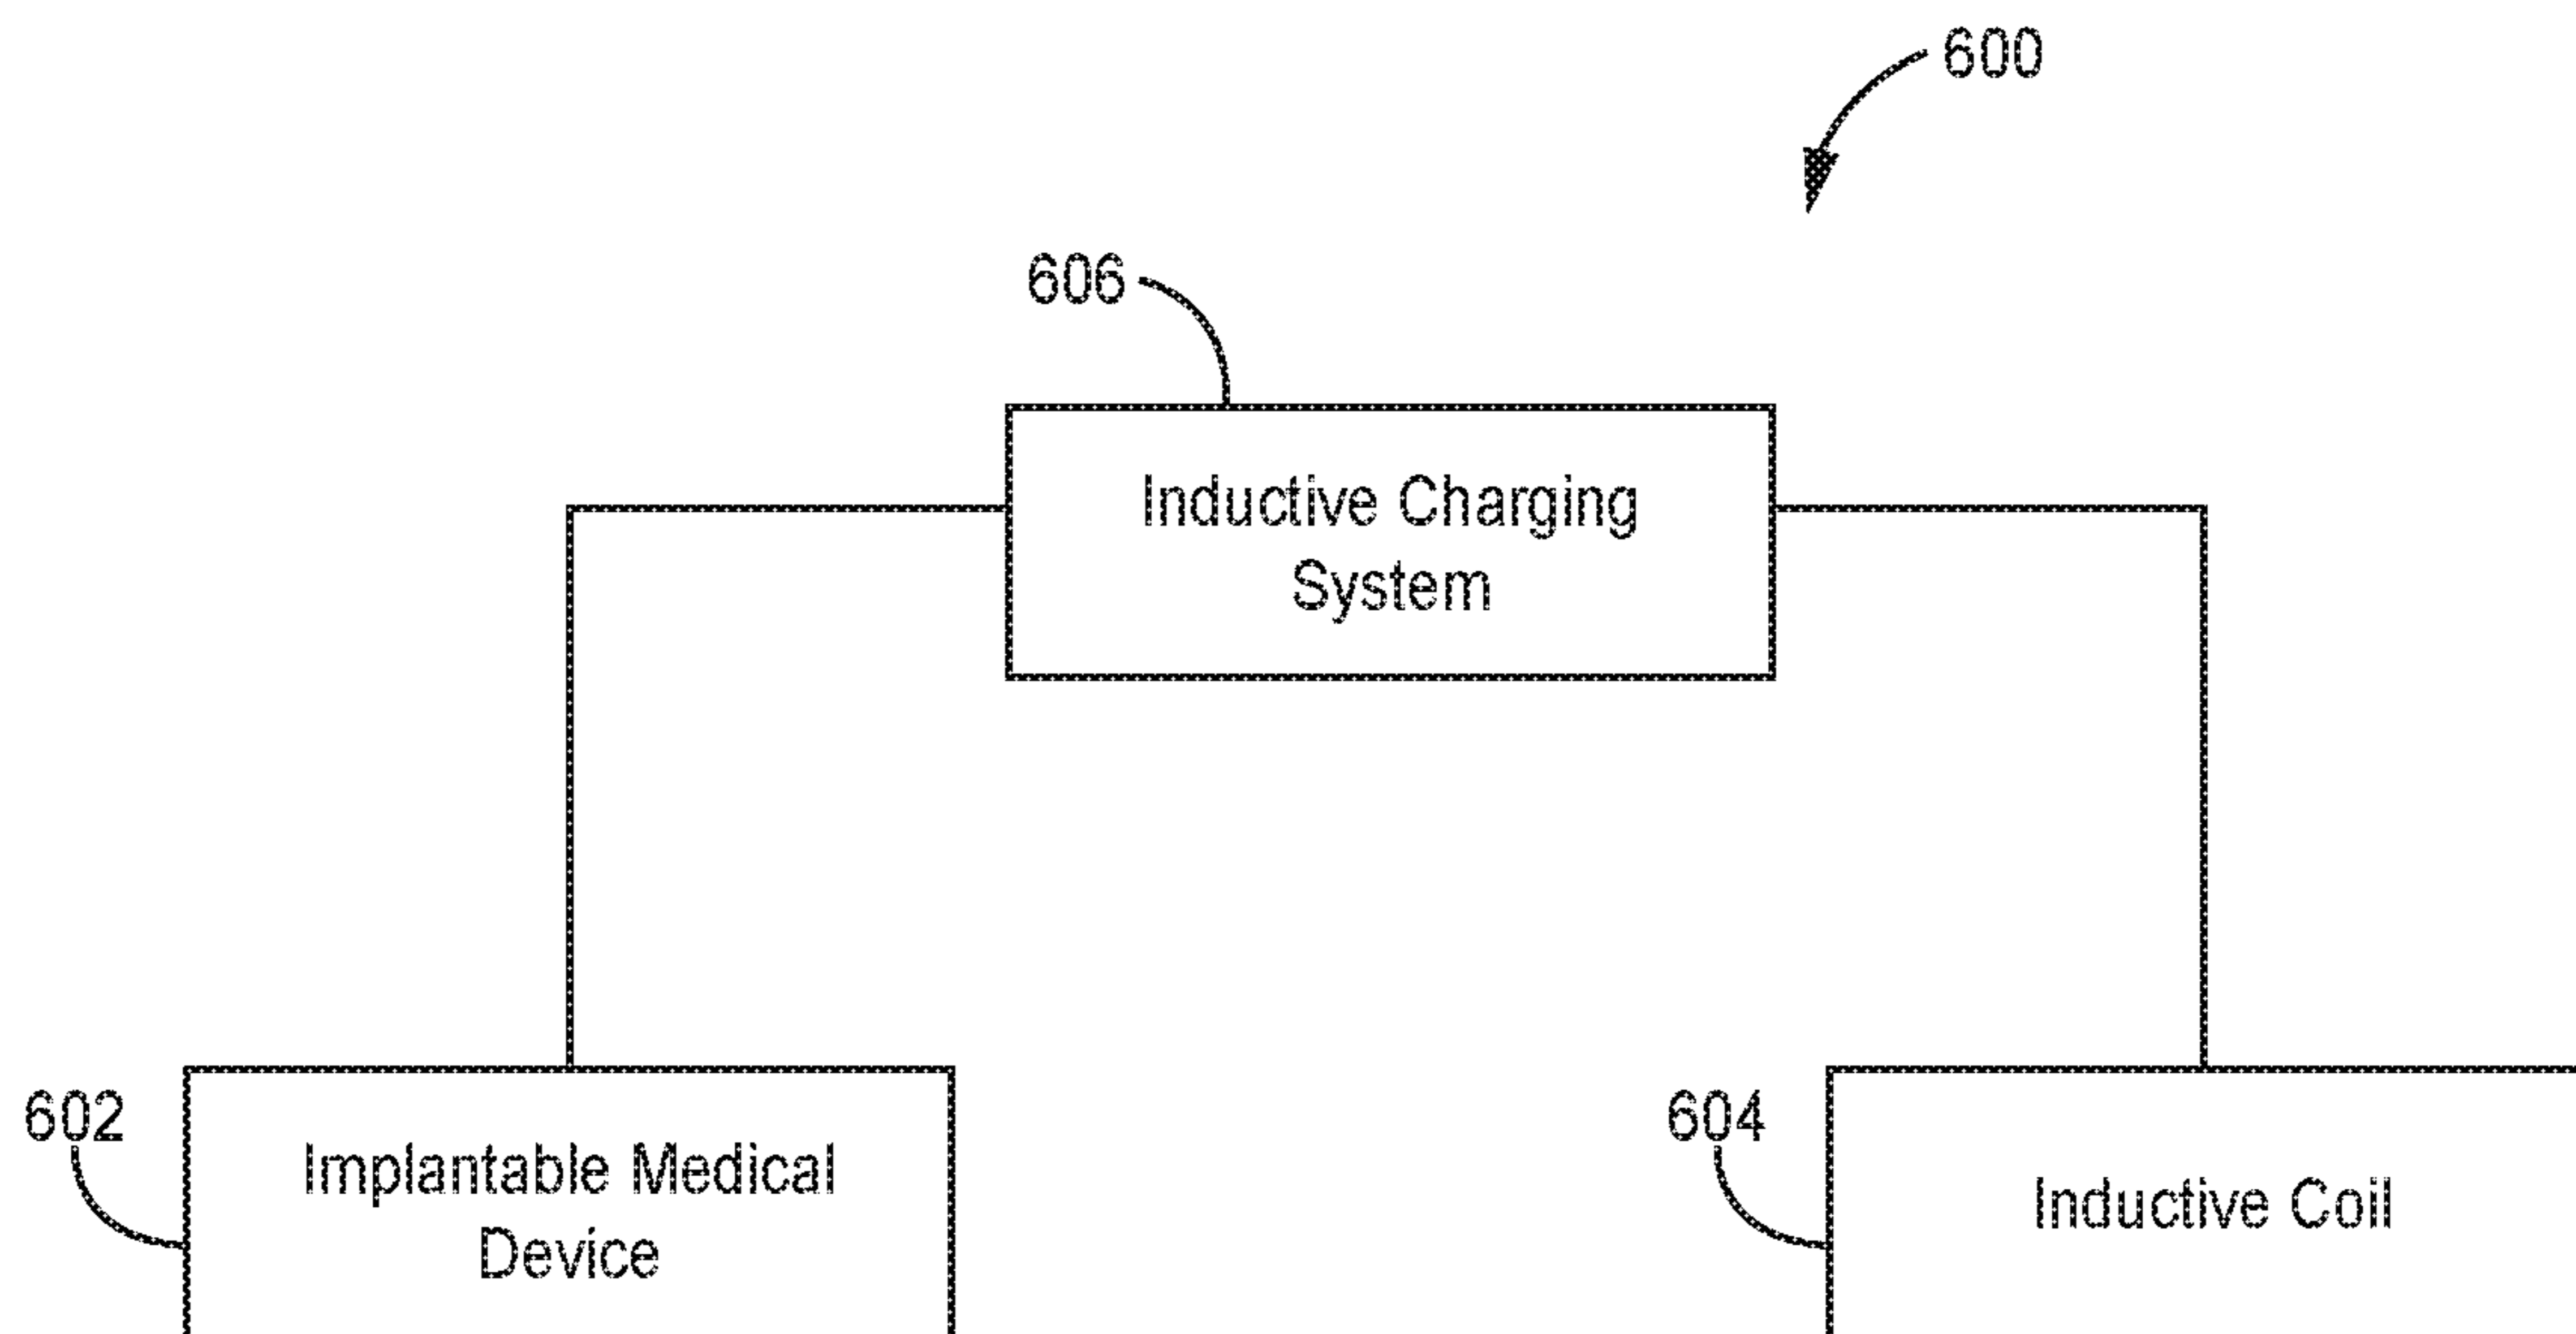 600
606
Inductive Charging
System
602
Implantable Medical
Device
604
Inductive Coil